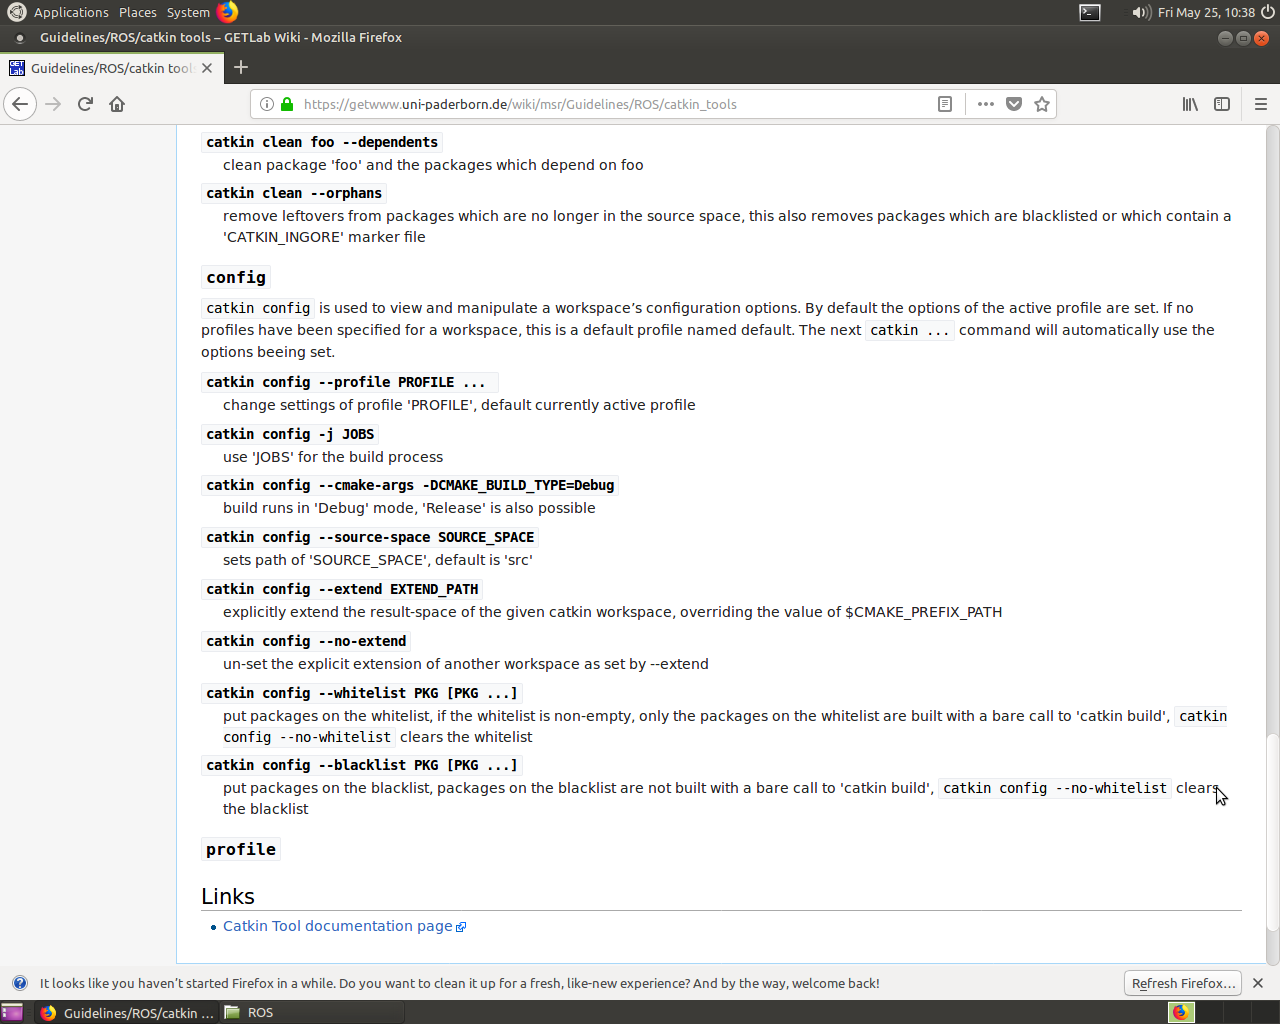 Applications Places System
Fri May 25, 10:38
Guidelines/ROS/catkin tools – GETLab Wiki - Mozilla Firefox
GET Lab Guidelines/ROS/catkin tools
https://getwww.uni-paderborn.de/wiki/msr/Guidelines/ROS/catkin_tools
catkin clean foo --dependents
clean package 'foo' and the packages which depend on foo
catkin clean --orphans
remove leftovers from packages which are no longer in the source space, this also removes packages which are blacklisted or which contain a
'CATKIN_INGORE' marker file
config
catkin config is used to view and manipulate a workspace’s configuration options. By default the options of the active profile are set. If no
profiles have been specified for a workspace, this is a default profile named default. The next catkin ... command will automatically use the
options beeing set.
catkin config --profile PROFILE ...
change settings of profile 'PROFILE', default currently active profile
catkin config -j JOBS
use 'JOBS' for the build process
catkin config --cmake-args -DCMAKE_BUILD_TYPE=Debug
build runs in 'Debug' mode, 'Release' is also possible
catkin config --source-space SOURCE_SPACE
sets path of 'SOURCE_SPACE', default is 'src'
catkin config --extend EXTEND_PATH
explicitly extend the result-space of the given catkin workspace, overriding the value of $CMAKE_PREFIX_PATH
catkin config --no-extend
un-set the explicit extension of another workspace as set by --extend
catkin config --whitelist PKG [PKG ...]
put packages on the whitelist, if the whitelist is non-empty, only the packages on the whitelist are built with a bare call to 'catkin build', catkin
config --no-whitelist clears the whitelist
catkin config --blacklist PKG [PKG ...]
put packages on the blacklist, packages on the blacklist are not built with a bare call to 'catkin build', catkin config --no-whitelist clears
the blacklist
profile
Links
Catkin Tool documentation page
It looks like you haven’t started Firefox in a while. Do you want to clean it up for a fresh, like-new experience? And by the way, welcome back!
Refresh Firefox...
Guidelines/ROS/catkin ...
ROS